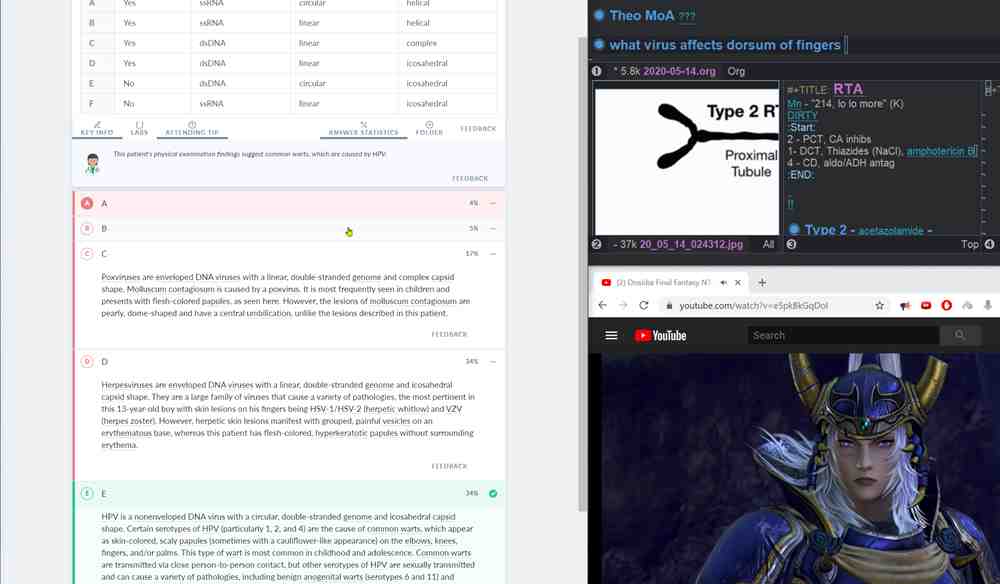 A Yes ssRNA circular helical
B Yes ssRNA linear helical
C Yes dsDNA linear complex
D Yes dsDNA linear icosahedral
E No dsDNA circular icosahedral
F No ssRNA linear icosahedral
KEY INFO LABS ATTENDING TIP ANSWER STATISTICS FOLDER FEEDBACK
This patient's physical examination findings suggest common warts, which are caused by HPV.
FEEDBACK
A A 4%
B B 5%
C C 17%
Poxviruses are enveloped DNA viruses with a linear, double-stranded genome and complex capsid
shape. Molluscum contagiosum is caused by a poxvirus. It is most frequently seen in children and
presents with flesh-colored papules, as seen here. However, the lesions of molluscum contagiosum are
pearly, dome-shaped and have a central umbilication, unlike the lesions described in this patient.
FEEDBACK
D D 34%
Herpesviruses are enveloped DNA viruses with a linear, double-stranded genome and icosahedral
capsid shape. They are a large family of viruses that cause a variety of pathologies, the most pertinent in
this 13-year-old boy with skin lesions on his fingers being HSV-1/HSV-2 (herpetic whitlow) and VZV
(herpes zoster). However, herpetic skin lesions manifest with grouped, painful vesicles on an
erythematous base, whereas this patient has flesh-colored, hyperkeratotic papules without surrounding
erythema.
FEEDBACK
E E 34%
HPV is a nonenveloped DNA virus with a circular, double-stranded genome and icosahedral capsid
shape. Certain serotypes of HPV (particularly 1, 2, and 4) are the cause of common warts, which appear
as skin-colored, scaly papules (sometimes with a cauliflower-like appearance) on the elbows, knees,
fingers, and/or palms. This type of wart is most common in childhood and adolescence. Common warts
are transmitted via close person-to-person contact, but other serotypes of HPV are sexually transmitted
and can cause a variety of pathologies, including benign anogenital warts (serotypes 6 and 11) and
Theo MoA ???
what virus affects dorsum of fingers
1 * 5.8k 2020-05-14.org Org
Type 2 RT
Proximal
Tubule
#+TITLE: RTA
Mn - "214, lo lo more" (K)
DIRTY
:Start:
2 - PCT, CA inhibs
1- DCT, Thiazides (NaCl), amphotericin B
4 - CD, aldo/ADH antag
:END:
!!
Type 2 - acetazolamide -
2 - 37k 20_05_14_024312.jpg All 3 Top 4
(2) Dissidia Final Fantasy NT
youtube.com/watch?v=eSpkBkGqDoI
YouTube Search